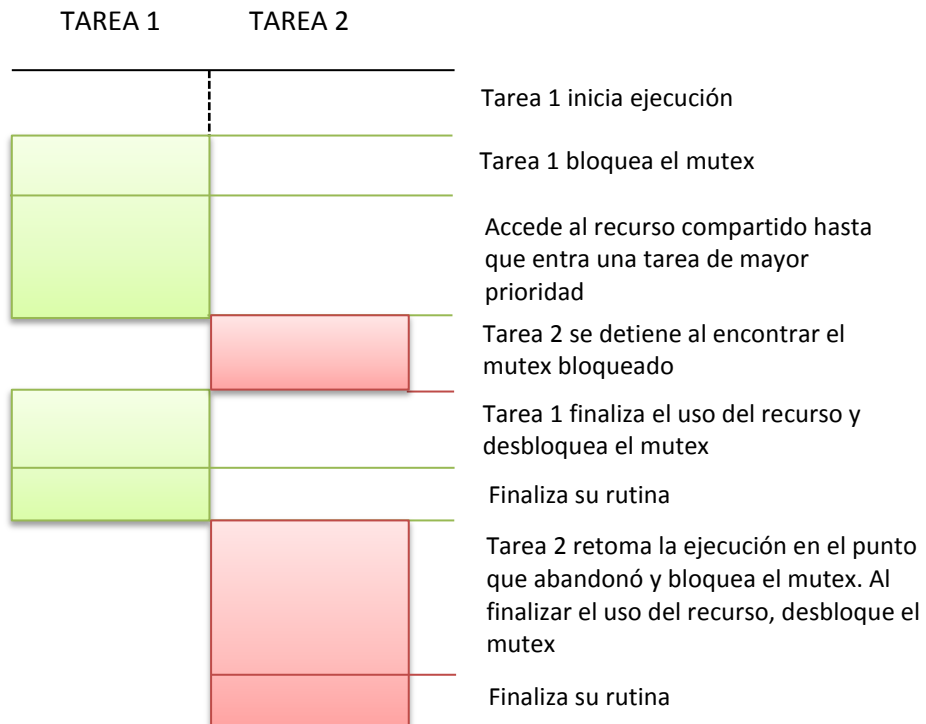 TAREA 1 TAREA 2
Tarea 1 inicia ejecución
Tarea 1 bloquea el mutex
Accede al recurso compartido hasta
que entra una tarea de mayor
prioridad
Tarea 2 se detiene al encontrar el
mutex bloqueado
Tarea 1 finaliza el uso del recurso y
desbloquea el mutex
Finaliza su rutina
Tarea 2 retoma la ejecución en el punto
que abandonó y bloquea el mutex. Al
finalizar el uso del recurso, desbloque el
mutex
Finaliza su rutina